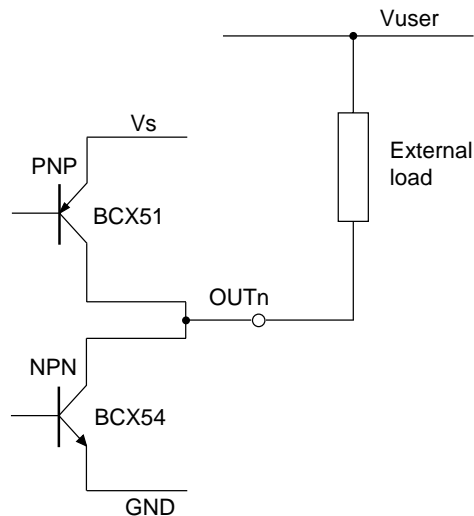 Vuser
Vs
External
load
PNP
BCX51
OUTn
NPN
BCX54
GND